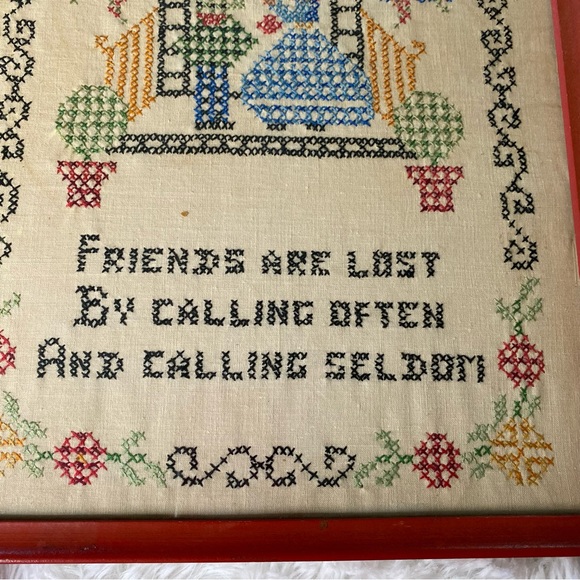 FRIENDS ARE LOST
BY CALLING OFTEN
AND CALLING SELDOM